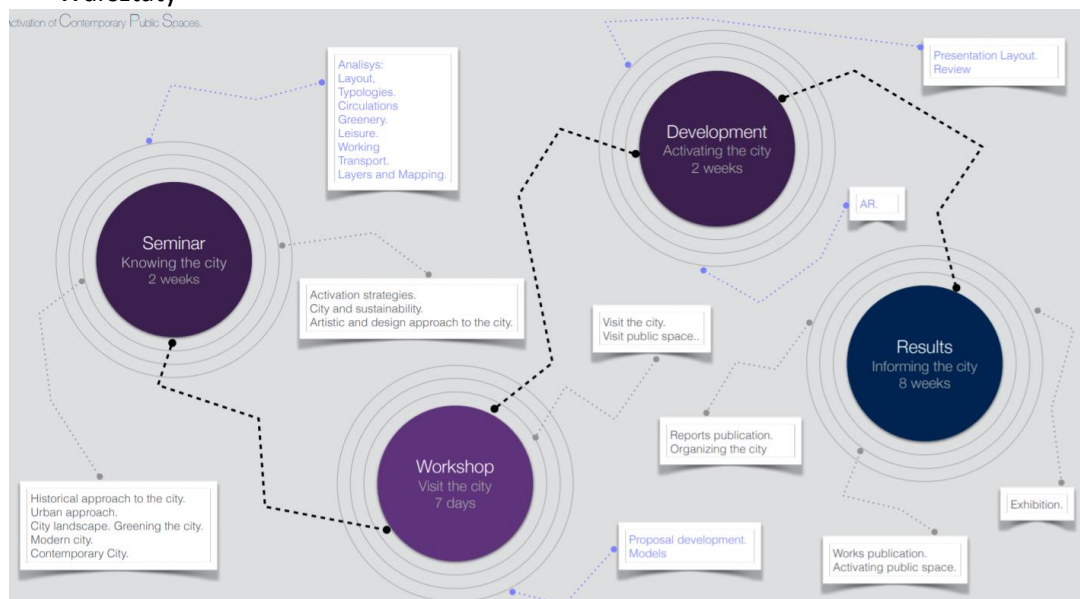 Warsztaty
ctivation of Contemporary Public Spaces.
Analisys:
Layout,
Typologies.
Circulations
Greenery.
Leisure.
Working
Transport.
Layers and Mapping.
Presentation Layout.
Review
Development
Activating the city
2 weeks
AR.
Seminar
Knowing the city
2 weeks
Activation strategies.
City and sustainability.
Artistic and design approach to the city.
Visit the city.
Visit public space..
Results
Informing the city
8 weeks
Reports publication.
Organizing the city
Workshop
Visit the city
7 days
Historical approach to the city.
Urban approach.
City landscape. Greening the city.
Modern city.
Contemporary City.
Exhibition.
Proposal development.
Models
Works publication.
Activating public space.